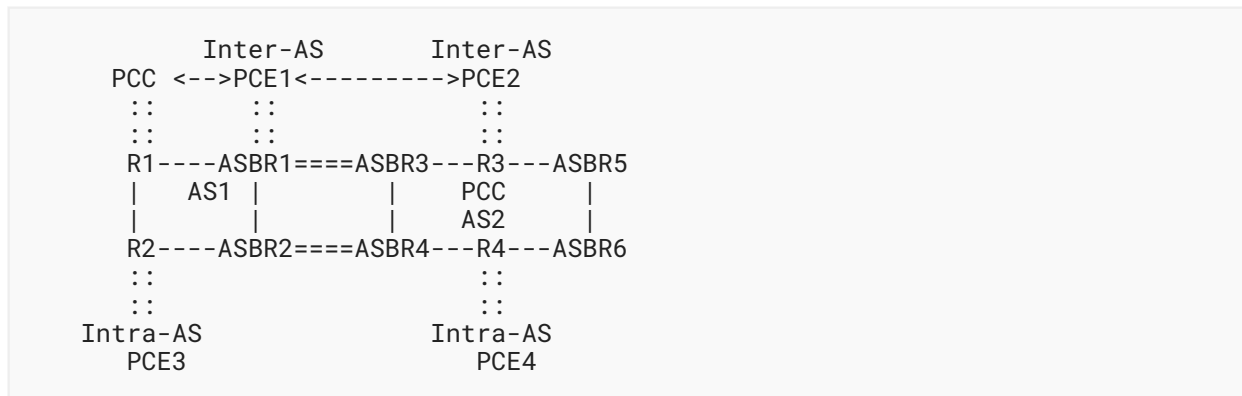 Inter-AS       Inter-AS
      PCC <-->PCE1<--------->PCE2
       ::      ::             ::
       ::      ::             ::
       R1----ASBR1====ASBR3---R3---ASBR5
       |   AS1 |        |    PCC     |
       |       |        |    AS2     |
       R2----ASBR2====ASBR4---R4---ASBR6
       ::                     ::
       ::                     ::
    Intra-AS               Intra-AS
       PCE3                   PCE4